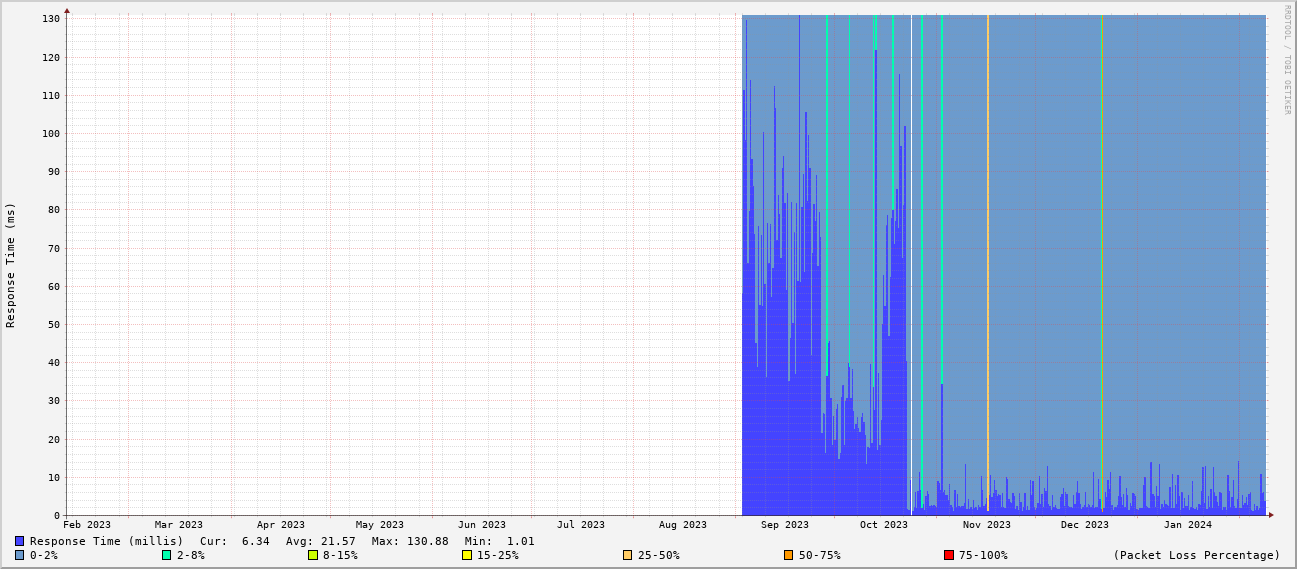 RRDTOOL / TOBI OETIKER
Response Time (ms)
130
120
110
100
90
80
70
60
50
40
30
20
10
0
Feb 2023 Mar 2023 Apr 2023 May 2023 Jun 2023 Jul 2023 Aug 2023 Sep 2023 Oct 2023 Nov 2023 Dec 2023 Jan 2024
Response Time (millis) Cur: 6.34 Avg: 21.57 Max: 130.88 Min: 1.01
0-2% 2-8% 8-15% 15-25% 25-50% 50-75% 75-100% (Packet Loss Percentage)